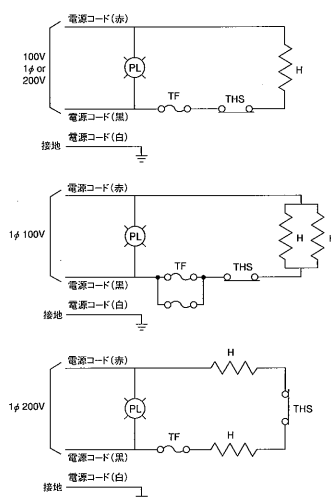 電源コード(赤)
100V
1φ or
200V
PL
H
TF
THS
電源コード(黒)
電源コード(白)
接地
電源コード(赤)
1φ 100V
PL
H
H
TF
THS
電源コード(黒)
電源コード(白)
接地
電源コード(赤)
H
1φ 200V
PL
THS
TF
H
電源コード(黒)
電源コード(白)
接地